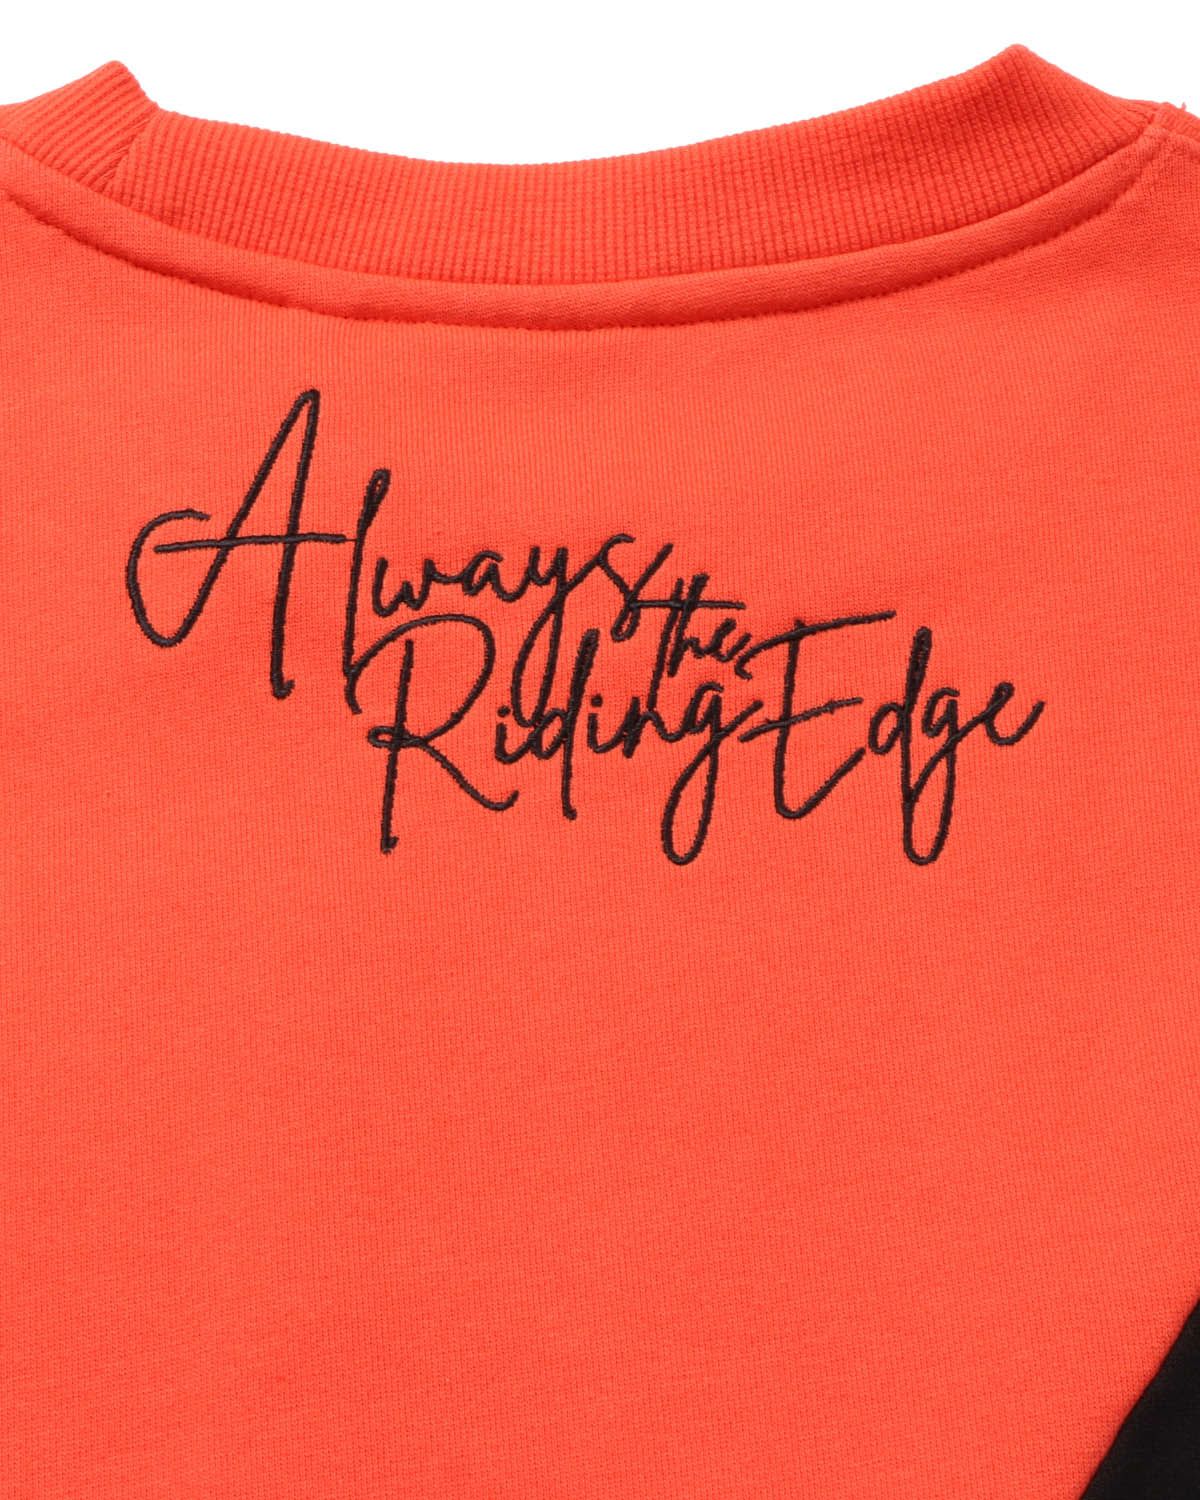 Always the
Riding Edge